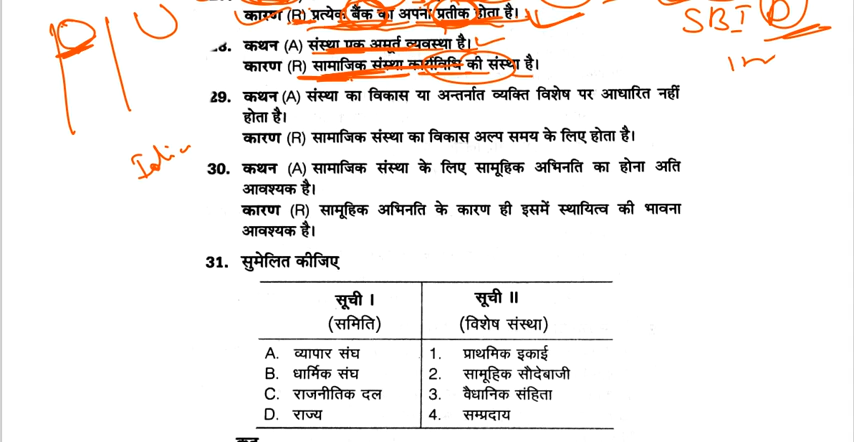 कारण (R) प्रत्येक बैंक का अपना प्रतीक होता है।
SBI
कथन (A) संस्था एक अमूर्त व्यवस्था है।
कारण (R) सामाजिक संस्था कार्यविधि की संस्था है।
29. कथन (A) संस्था का विकास या अन्तर्नात व्यक्ति विशेष पर आधारित नहीं
होता है।
कारण (R) सामाजिक संस्था का विकास अल्प समय के लिए होता है।
30. कथन (A) सामाजिक संस्था के लिए सामूहिक अभिनति का होना अति
आवश्यक है।
कारण (R) सामूहिक अभिनति के कारण ही इसमें स्थायित्व की भावना
आवश्यक है।
31. सुमेलित कीजिए
सूची I सूची II
(समिति) (विशेष संस्था)
A. व्यापार संघ 1. प्राथमिक इकाई
B. धार्मिक संघ 2. सामूहिक सौदेबाजी
C. राजनीतिक दल 3. वैधानिक संहिता
D. राज्य 4. सम्प्रदाय